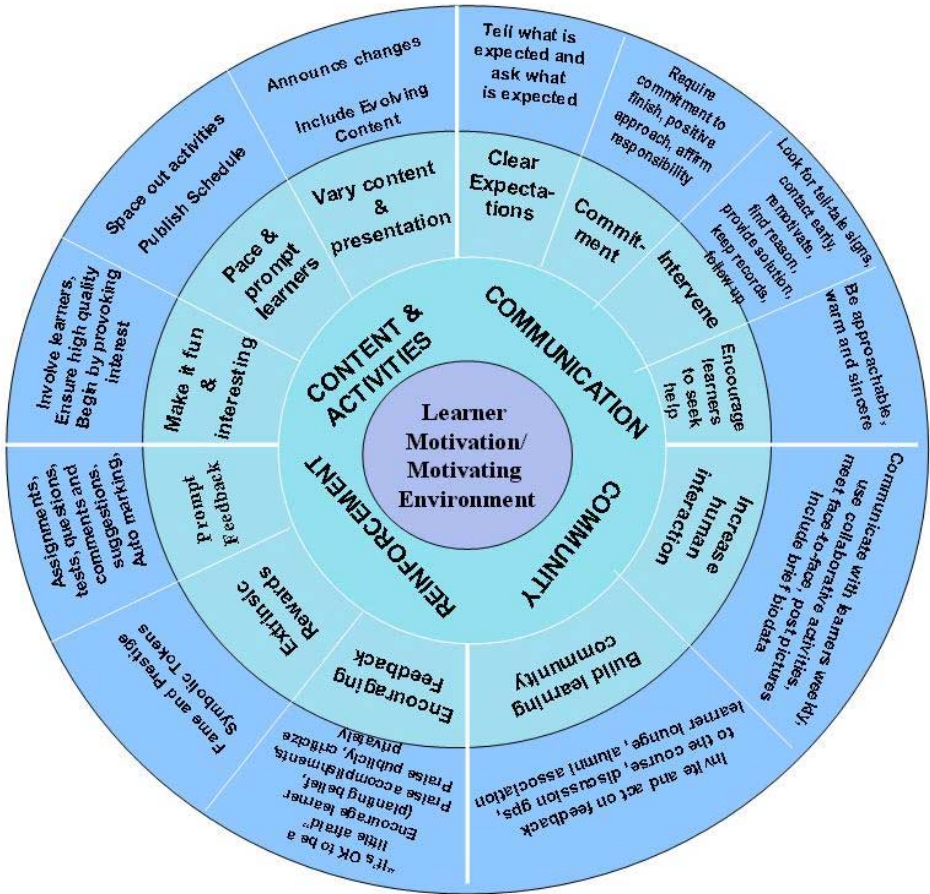 Learner
Motivation/
Motivating
Environment
COMMUNICATION
Clear
Expecta-
tions
Tell what is
expected and
ask what
is expected
Commit-
ment
Require
commitment to
finish, positive
approach, affirm
responsibility
Intervene
Look for tell-take signs,
contact early,
remotivate,
find reason,
provide solution,
keep records,
follow up
Encourage
learners
to seek
help
Be approachable,
warm and sincere
COMMUNITY
Increase
human
interaction
Communicate with learners weekly,
use collaborative activities,
meet face-to-face, post pictures
Include brief biodata
Build learning
community
Invite and act on feedback
to the course, discussion gps,
learner lounge, alumni association
REINFORCEMENT
Encouraging
Feedback
"It's OK to be a
little afraid"
Encourage learner
(planting belief,
Praise accomplishments,
Praise publicly, criticize
privately
Extrinsic
Rewards
Fame and Prestige
Symbolic Tokens
Prompt
Feedback
Assignments,
tests, questions,
comments and
suggestions,
Auto marking,
CONTENT &
ACTIVITIES
Make it fun
&
interesting
Involve learners,
Ensure high quality
Begin by provoking
interest
Pace &
prompt
learners
Space out activities
Publish Schedule
Vary content
&
presentation
Announce changes
Include Evolving
Content